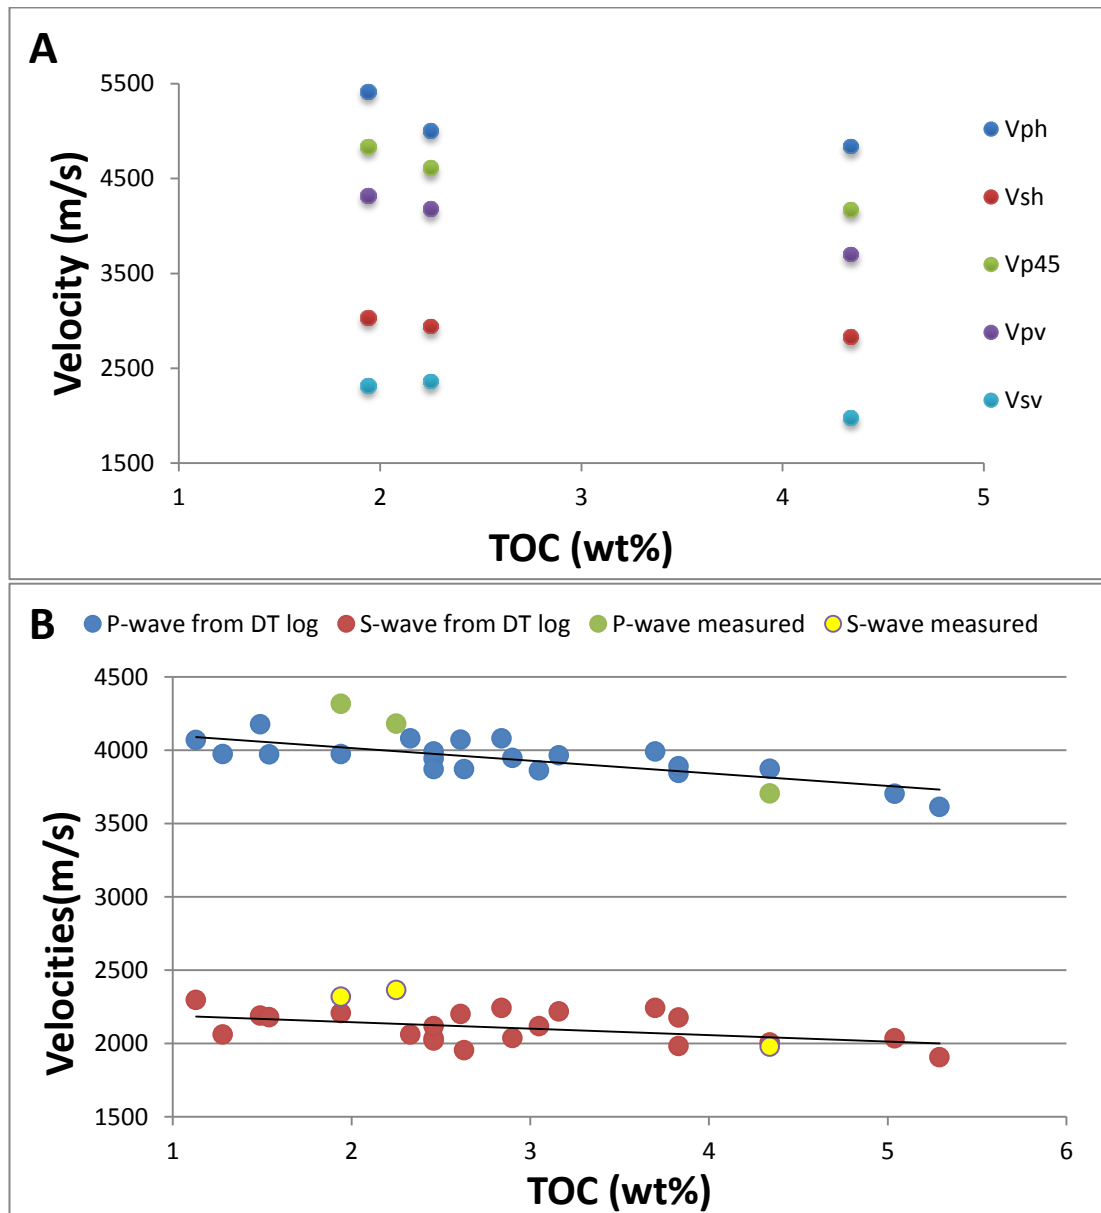 A
5500
4500
3500
2500
1500
Velocity (m/s)
1 2 3 4 5
TOC (wt%)
Vph
Vsh
Vp45
Vpv
Vsv
B
P-wave from DT log S-wave from DT log P-wave measured S-wave measured
4500
4000
3500
3000
2500
2000
1500
Velocities(m/s)
1 2 3 4 5 6
TOC (wt%)